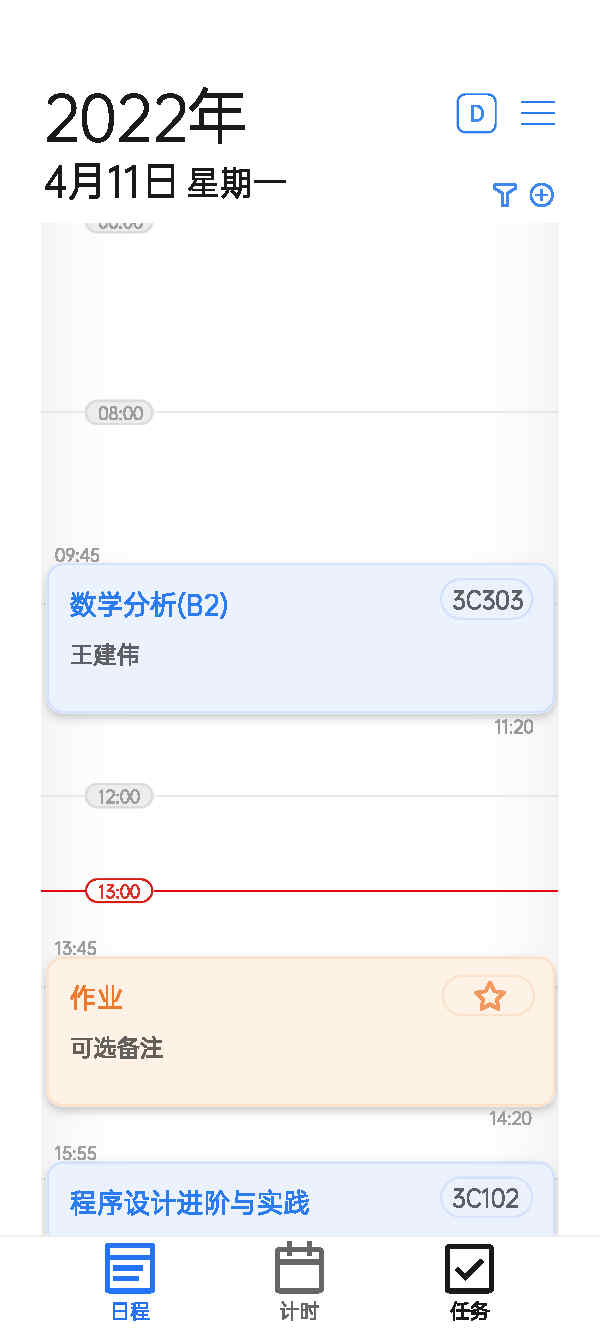 2022年
D
4月11日 星期一
08:00
09:45
数学分析(B2)
3C303
王建伟
11:20
12:00
13:00
13:45
作业
可选备注
14:20
15:55
程序设计进阶与实践
3C102
日程
计时
任务